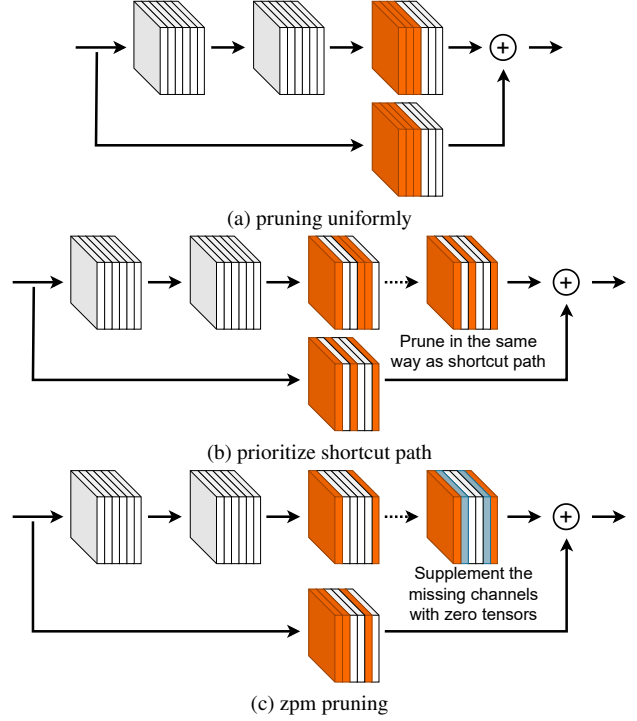 (a) pruning uniformly
Prune in the same
way as shortcut path
(b) prioritize shortcut path
Supplement the
missing channels
with zero tensors
(c) zpm pruning